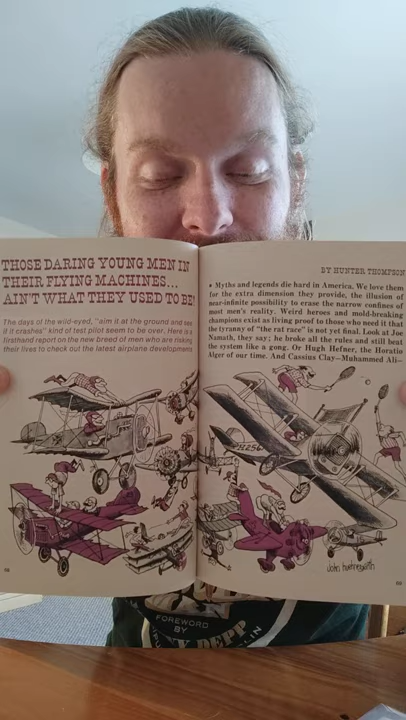 THOSE DARING YOUNG MEN IN
THEIR FLYING MACHINES...
AIN'T WHAT THEY USED TO BE!
The days of the wild-eyed, "aim it at the ground and see
if it crashes" kind of test pilot seem to be over. Here is a
firsthand report on the new breed of men who are risking
their lives to check out the latest airplane developments
68
BY HUNTER THOMPSON
• Myths and legends die hard in America. We love them
for the extra dimension they provide, the illusion of
near-infinite possibility to erase the narrow confines of
most men's reality. Weird heroes and mold-breaking
champions exist as living proof to those who need it that
the tyranny of "the rat race" is not yet final. Look at Joe
Namath, they say; he broke all the rules and still beat
the system like a gong. Or Hugh Hefner, the Horatio
Alger of our time. And Cassius Clay—Muhammed Ali—
John Huehnergarth
69
FOREWORD
BY
DEPP
LIN